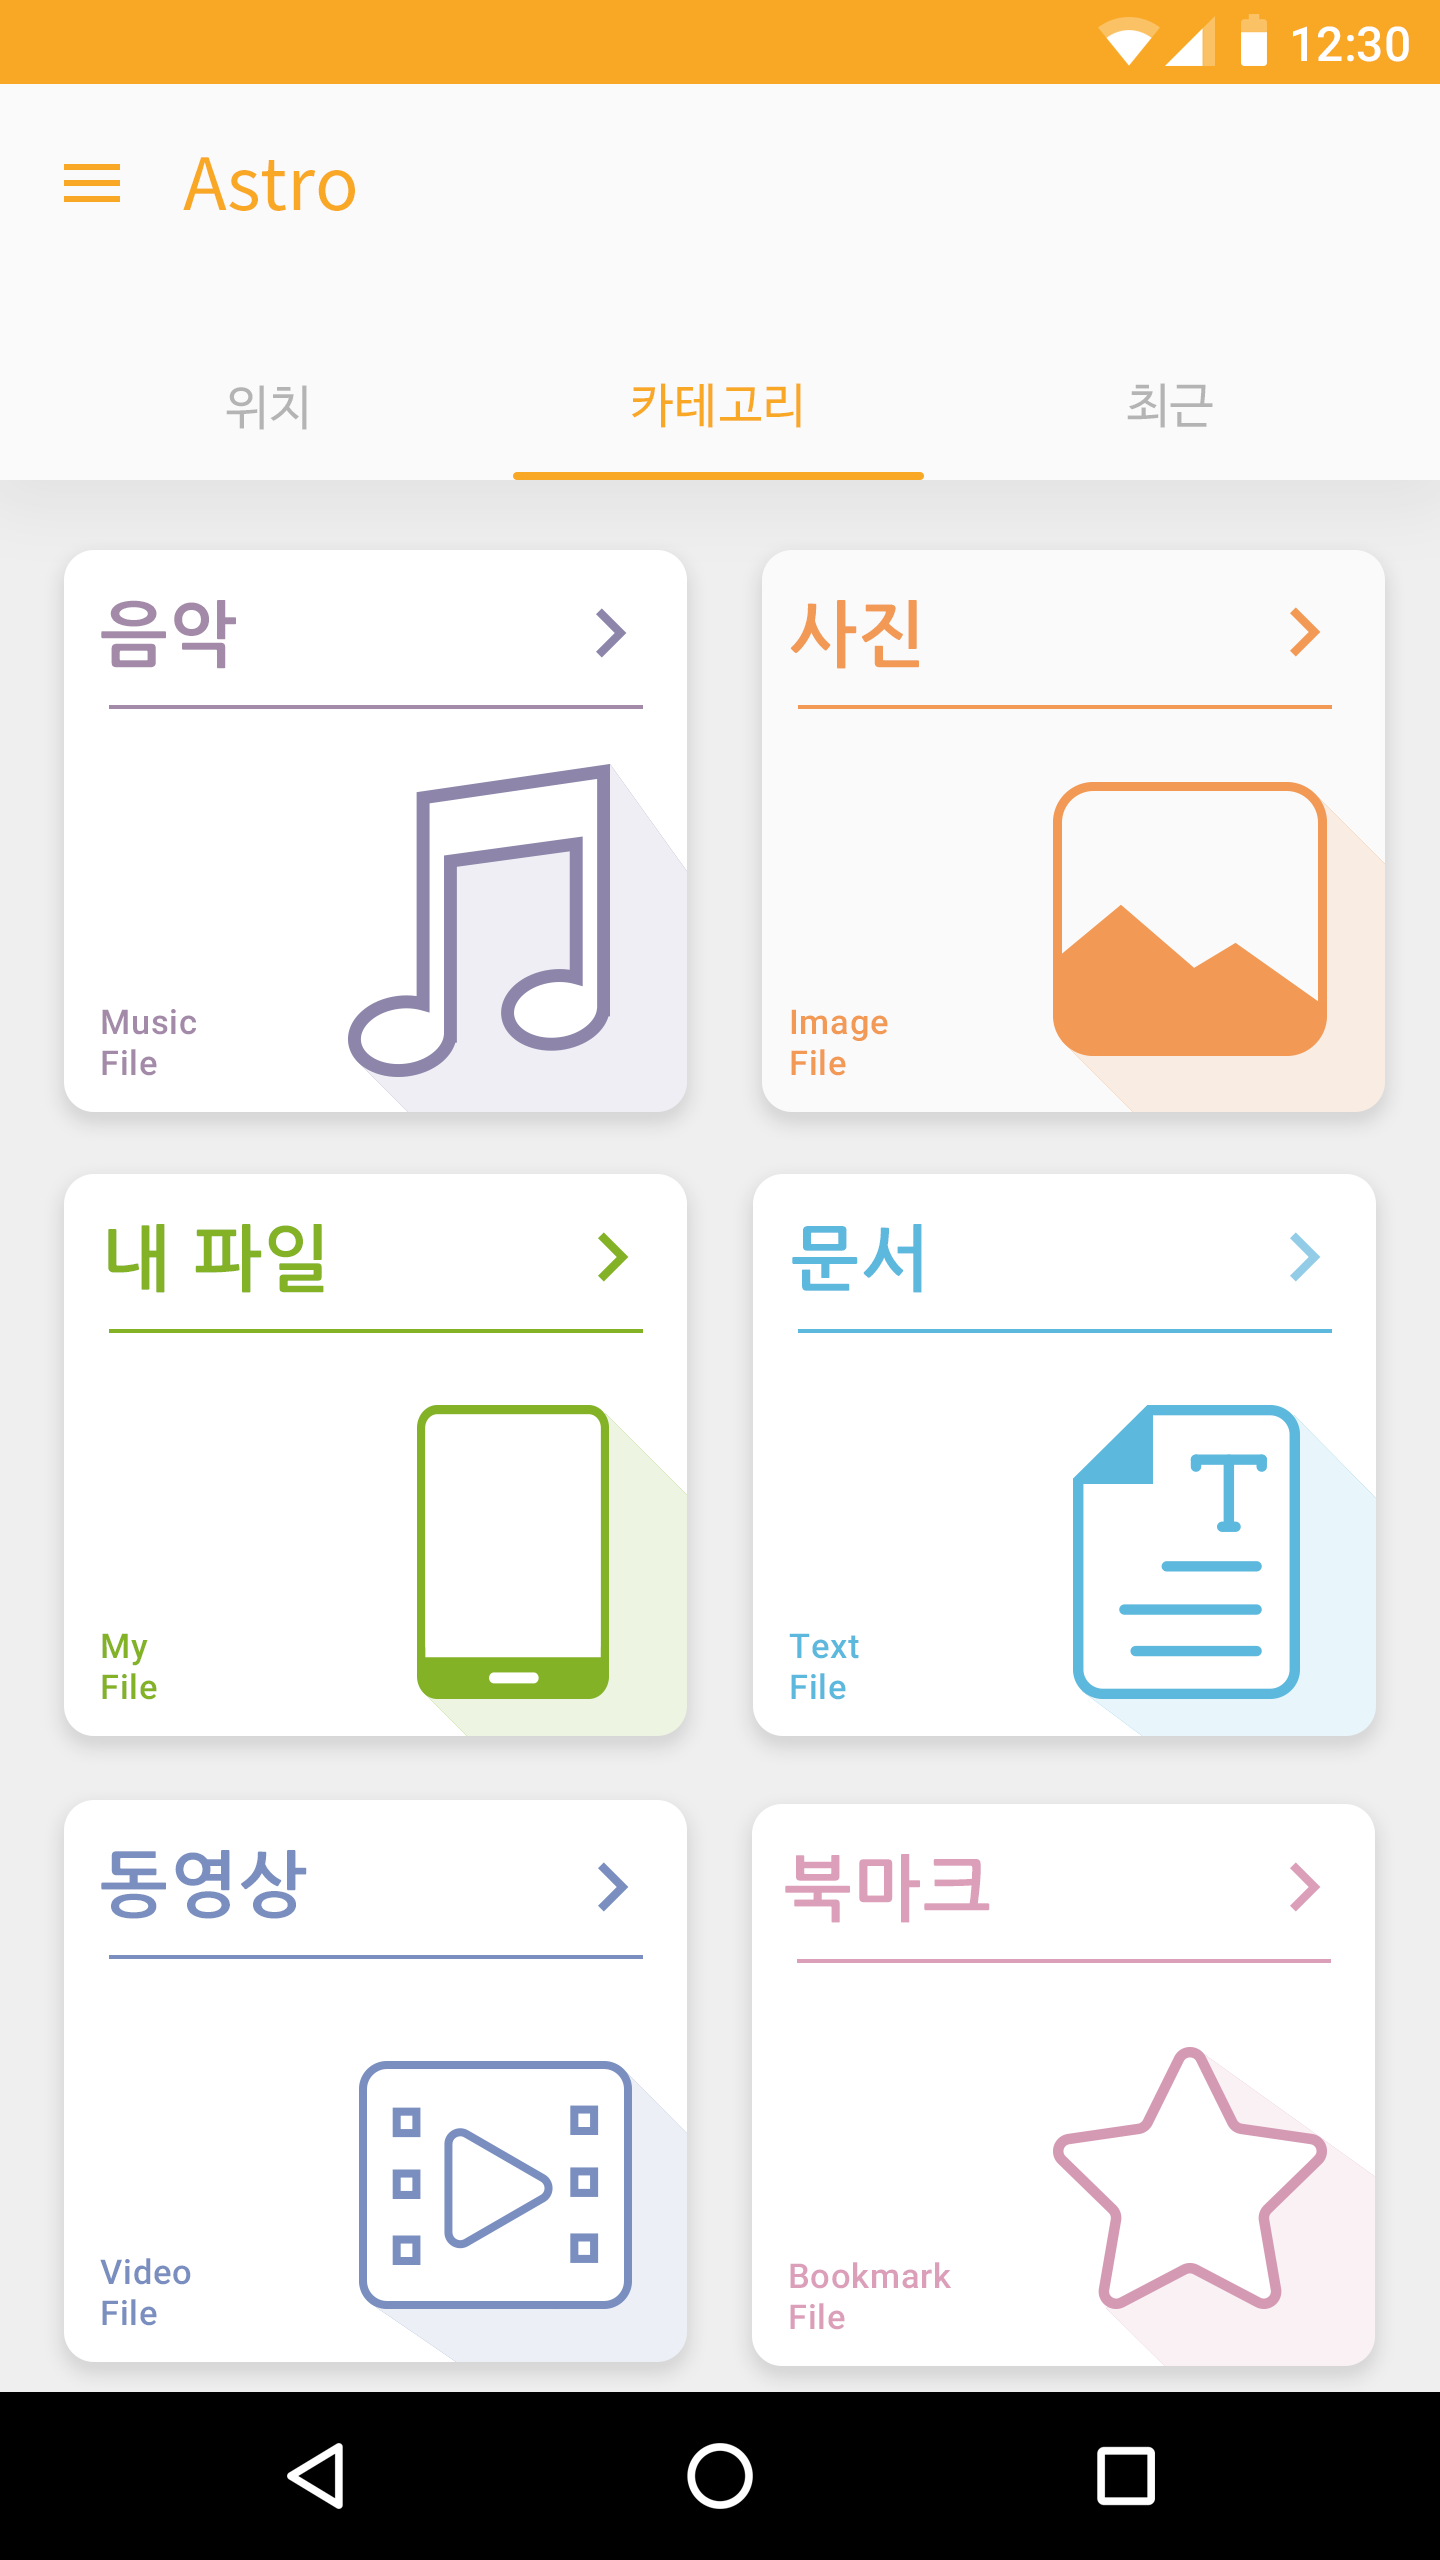 12:30
Astro
위치
카테고리
최근
음악
Music
File
사진
Image
File
내 파일
My
File
문서
T
Text
File
동영상
Video
File
북마크
Bookmark
File